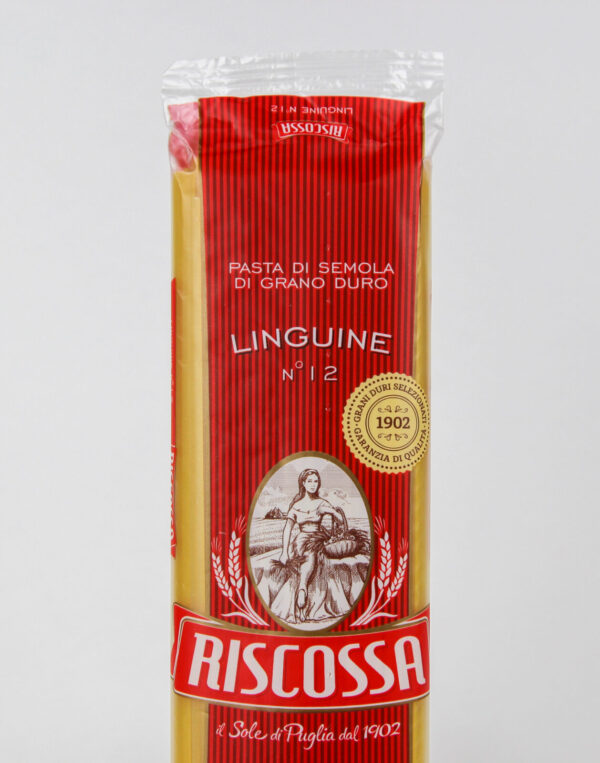 LINGUINE N°12
RISCOSSA
PASTA DI SEMOLA
DI GRANO DURO
LINGUINE
N°12
GRANI DURI SELEZIONATI
1902
GARANZIA DI QUALITÀ
RISCOSSA
il Sole di Puglia dal 1902